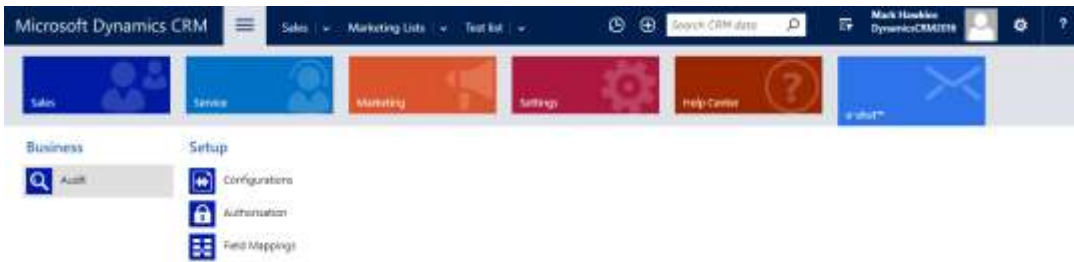 Microsoft Dynamics CRM Sales Marketing Lists Test list Search CRM data Mark Hawkins DynamicsCRM2016 ?
Sales Service Marketing Settings Help Center e-shot™
Business Setup
Audit Configurations
Authorisation
Field Mappings